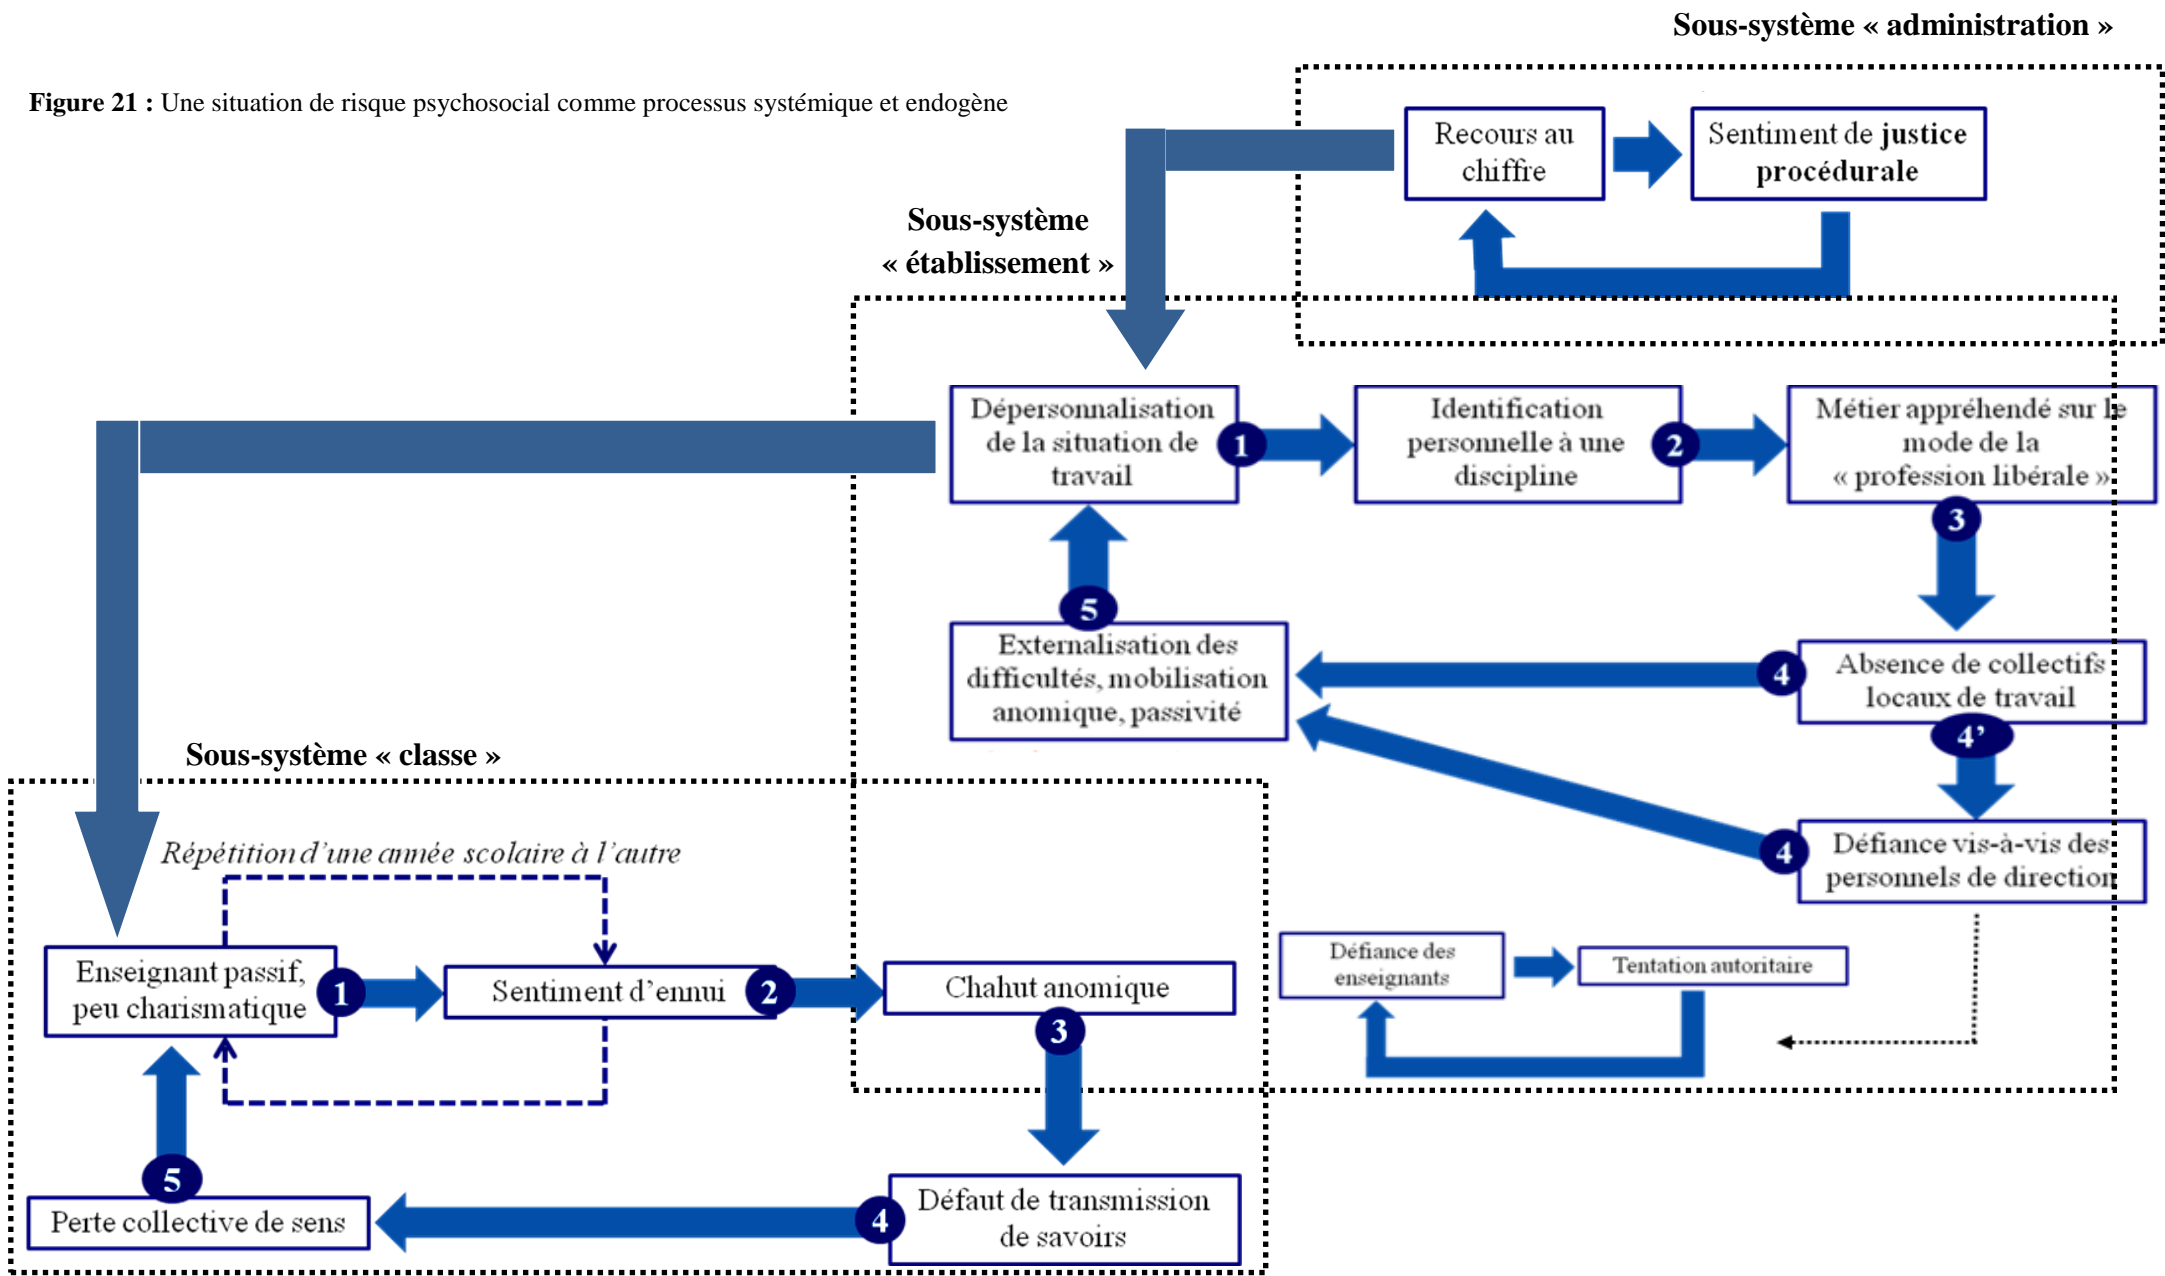 Sous-système « administration »
Figure 21 : Une situation de risque psychosocial comme processus systémique et endogène
Recours au
chiffre
Sentiment de justice
procédurale
Sous-système
« établissement »
Dépersonnalisation
de la situation de
travail
1
Identification
personnelle à une
discipline
2
Métier appréhendé sur le
mode de la
« profession libérale »
3
Externalisation des
difficultés, mobilisation
anomique, passivité
5
4
Absence de collectifs
locaux de travail
4’
4
Défiance vis-à-vis des
personnels de direction
Défiance des
enseignants
Tentation autoritaire
Sous-système « classe »
Répétition d’une année scolaire à l’autre
Enseignant passif,
peu charismatique
1
Sentiment d’ennui
2
Chahut anomique
3
5
Perte collective de sens
4
Défaut de transmission
de savoirs